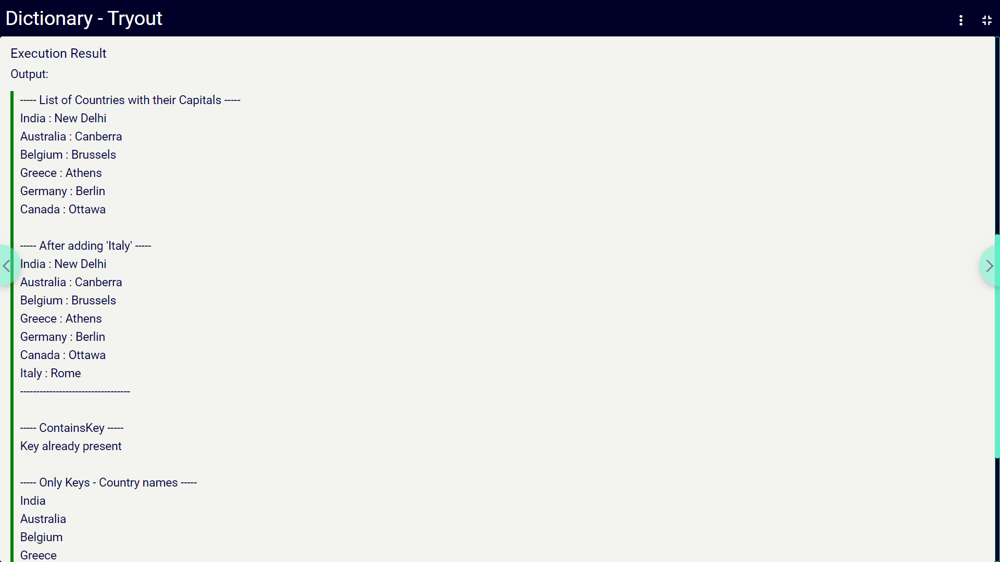 Dictionary - Tryout
Execution Result
Output:
----- List of Countries with their Capitals -----
India : New Delhi
Australia : Canberra
Belgium : Brussels
Greece : Athens
Germany : Berlin
Canada : Ottawa
----- After adding 'Italy' -----
India : New Delhi
Australia : Canberra
Belgium : Brussels
Greece : Athens
Germany : Berlin
Canada : Ottawa
Italy : Rome
----------------------------------
----- ContainsKey -----
Key already present
----- Only Keys - Country names -----
India
Australia
Belgium
Greece